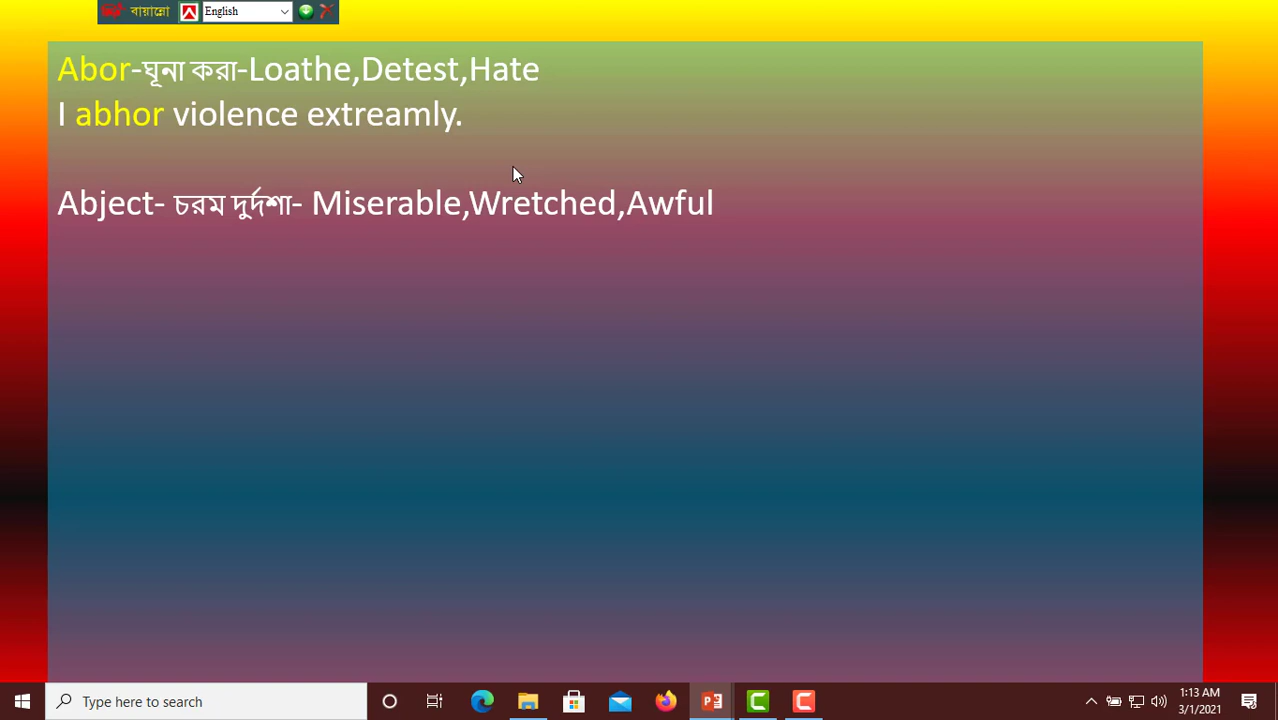 বায়ান্নো English
Abor-ঘূনা করা-Loathe,Detest,Hate
I abhor violence extreamly.
Abject- চরম দুর্দশা- Miserable,Wretched,Awful
Type here to search
1:13 AM
3/1/2021